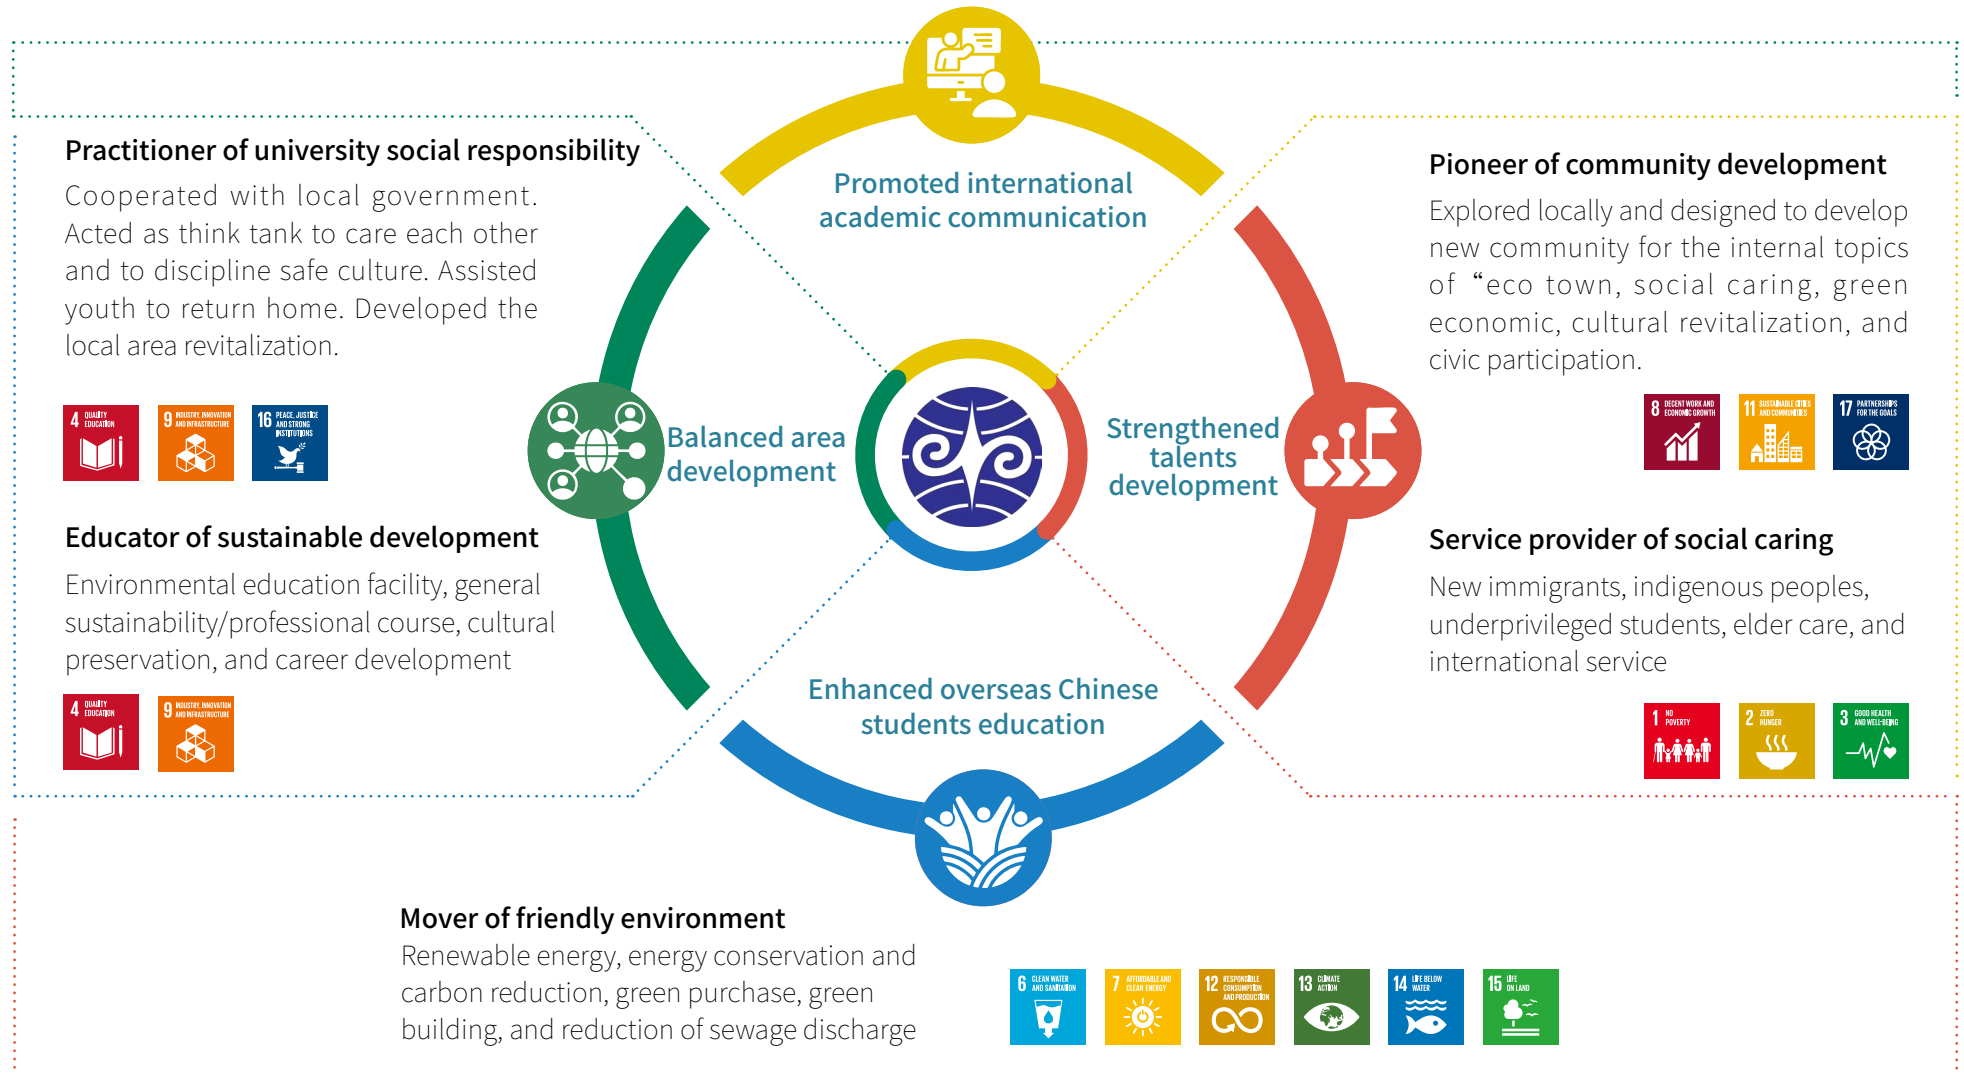 Promoted international
academic communication
Practitioner of university social responsibility
Cooperated with local government.
Acted as think tank to care each other
and to discipline safe culture. Assisted
youth to return home. Developed the
local area revitalization.
4 QUALITY
EDUCATION
9 INDUSTRY, INNOVATION
AND INFRASTRUCTURE
16 PEACE, JUSTICE
AND STRONG
INSTITUTIONS
Educator of sustainable development
Environmental education facility, general
sustainability/professional course, cultural
preservation, and career development
4 QUALITY
EDUCATION
9 INDUSTRY, INNOVATION
AND INFRASTRUCTURE
Balanced area
development
Strengthened
talents
development
Enhanced overseas Chinese
students education
Pioneer of community development
Explored locally and designed to develop
new community for the internal topics
of “eco town, social caring, green
economic, cultural revitalization, and
civic participation.
8 DECENT WORK AND
ECONOMIC GROWTH
11 SUSTAINABLE CITIES
AND COMMUNITIES
17 PARTNERSHIPS
FOR THE GOALS
Service provider of social caring
New immigrants, indigenous peoples,
underprivileged students, elder care, and
international service
1 NO
POVERTY
2 ZERO
HUNGER
3 GOOD HEALTH
AND WELL-BEING
Mover of friendly environment
Renewable energy, energy conservation and
carbon reduction, green purchase, green
building, and reduction of sewage discharge
6 CLEAN WATER
AND SANITATION
7 AFFORDABLE AND
CLEAN ENERGY
12 RESPONSIBLE
CONSUMPTION
AND PRODUCTION
13 CLIMATE
ACTION
14 LIFE BELOW
WATER
15 LIFE
ON LAND